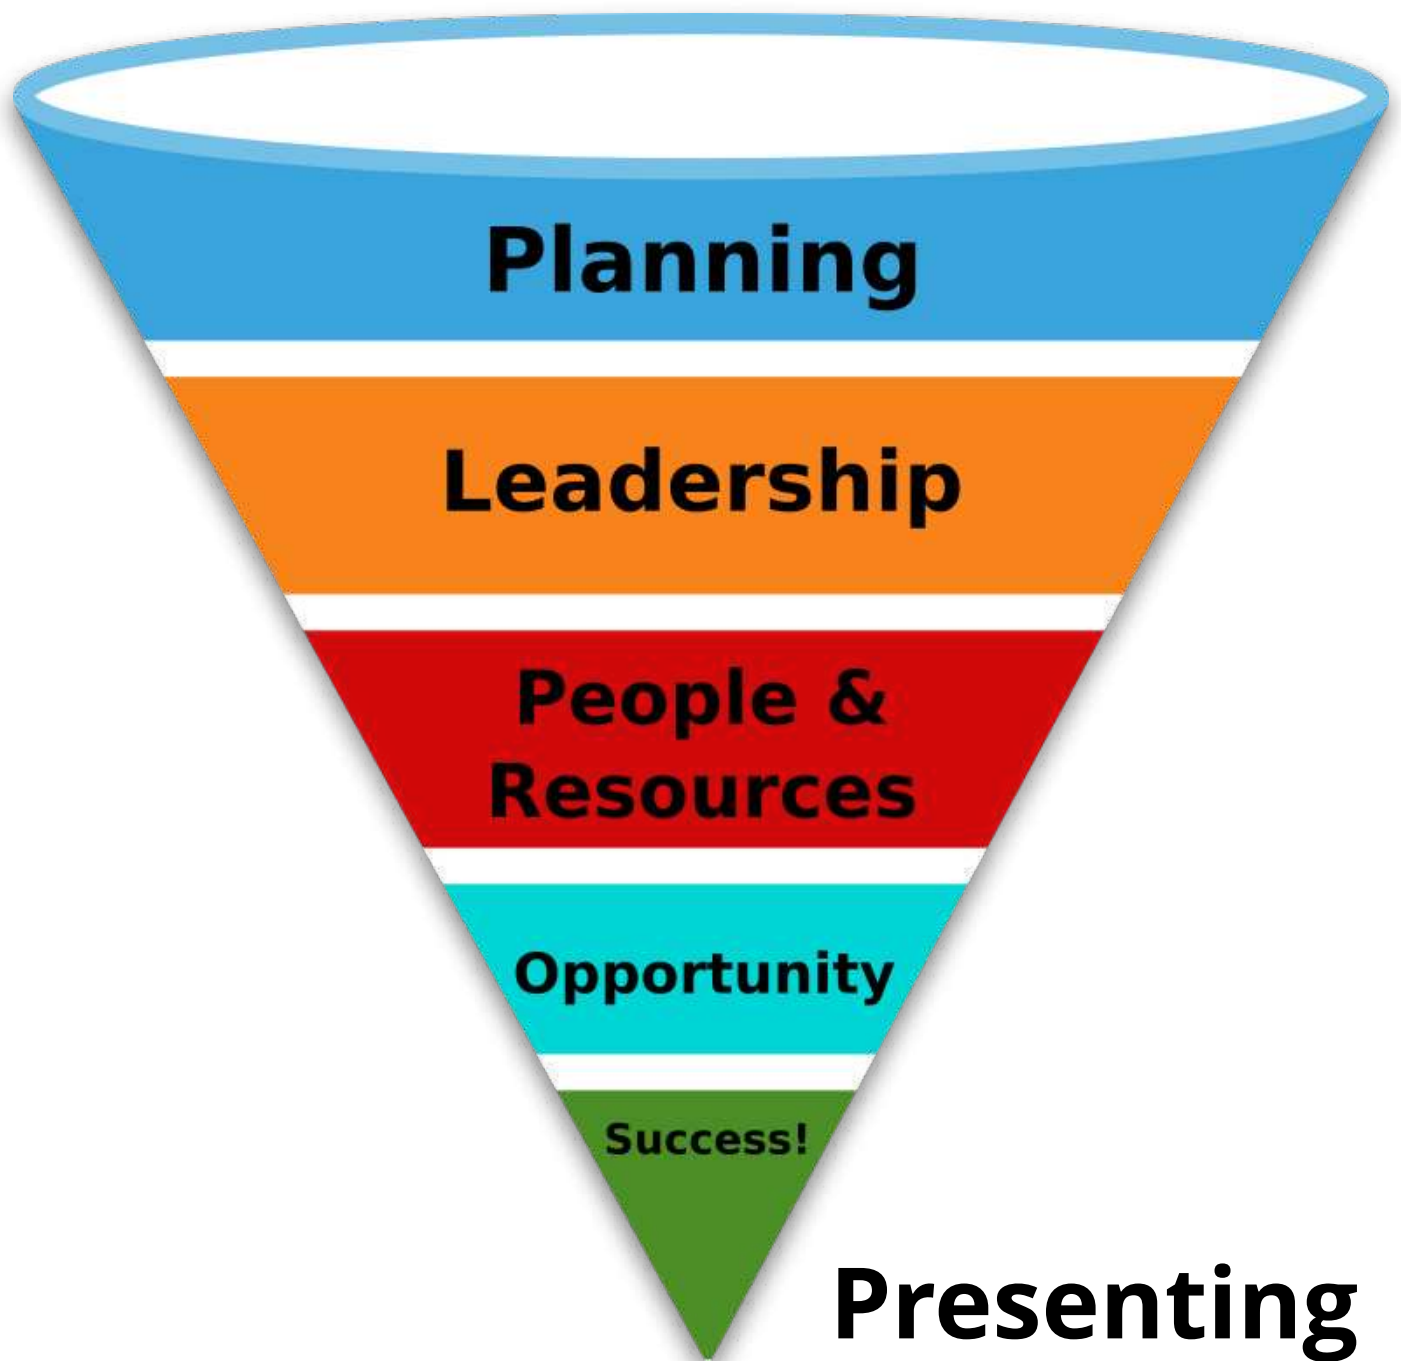 Planning
Leadership
People &
Resources
Opportunity
Success!
Presenting